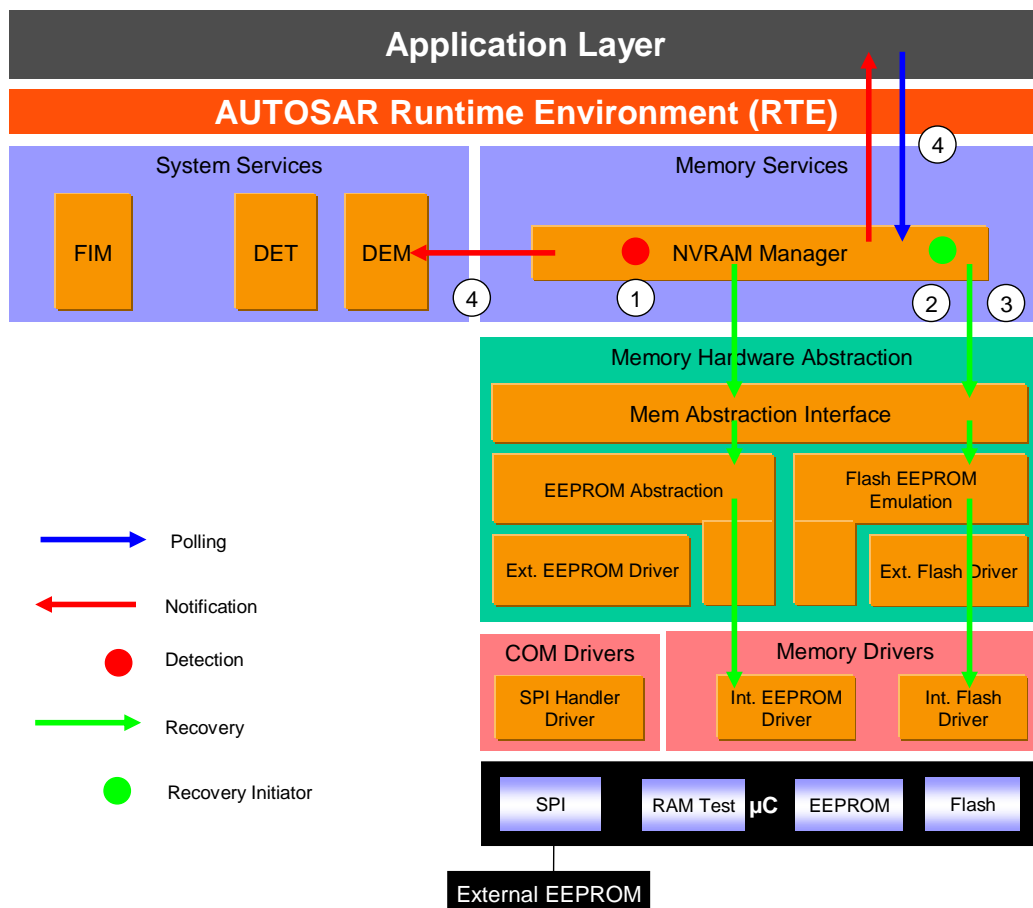 Application Layer
AUTOSAR Runtime Environment (RTE)
System Services
Memory Services
4
FIM
DET
DEM
NVRAM Manager
4
1
2
3
Memory Hardware Abstraction
Mem Abstraction Interface
EEPROM Abstraction
Flash EEPROM
Emulation
Ext. EEPROM Driver
Ext. Flash Driver
Polling
Notification
Detection
Recovery
Recovery Initiator
COM Drivers
Memory Drivers
SPI Handler
Driver
Int. EEPROM
Driver
Int. Flash
Driver
SPI
RAM Test
µC
EEPROM
Flash
External EEPROM